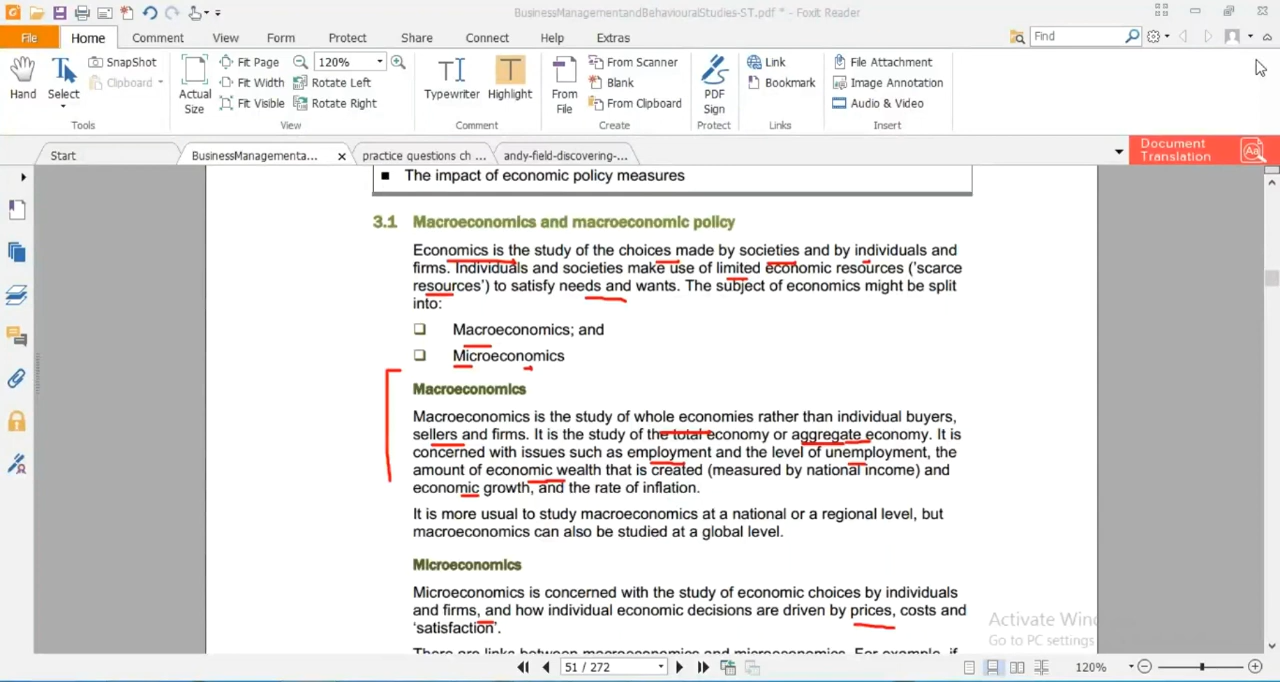 BusinessManagementandBehaviouralStudies-ST.pdf * - Foxit Reader
File Home Comment View Form Protect Share Connect Help Extras Find
Hand Select SnapShot Clipboard Actual Size Fit Page Fit Width Fit Visible 120% Rotate Left Rotate Right Typewriter Highlight From File From Scanner Blank From Clipboard PDF Sign Link Bookmark File Attachment Image Annotation Audio & Video
Tools View Comment Create Protect Links Insert
Start BusinessManagementa... x practice questions ch ... andy-field-discovering-... Document Translation
■ The impact of economic policy measures
3.1 Macroeconomics and macroeconomic policy
Economics is the study of the choices made by societies and by individuals and
firms. Individuals and societies make use of limited economic resources ('scarce
resources') to satisfy needs and wants. The subject of economics might be split
into:
❑ Macroeconomics; and
❑ Microeconomics
Macroeconomics
Macroeconomics is the study of whole economies rather than individual buyers,
sellers and firms. It is the study of the total economy or aggregate economy. It is
concerned with issues such as employment and the level of unemployment, the
amount of economic wealth that is created (measured by national income) and
economic growth, and the rate of inflation.
It is more usual to study macroeconomics at a national or a regional level, but
macroeconomics can also be studied at a global level.
Microeconomics
Microeconomics is concerned with the study of economic choices by individuals
and firms, and how individual economic decisions are driven by prices, costs and
'satisfaction'.
There are links between macroeconomics and microeconomics. For example, if
Activate Win
Go to PC settings
51 / 272 120%